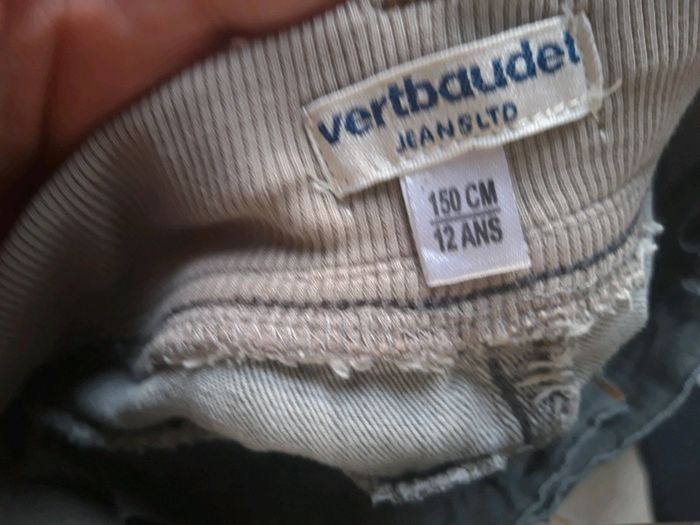 vertbaudet
JEANS LTD
150 CM
12 ANS